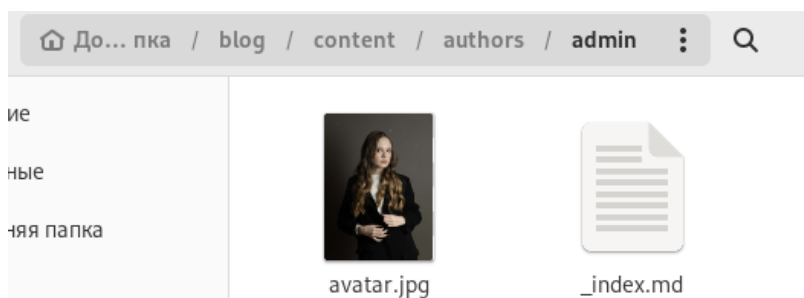 До... пка / blog / content / authors / admin
ие
ные
няя папка
avatar.jpg
_index.md